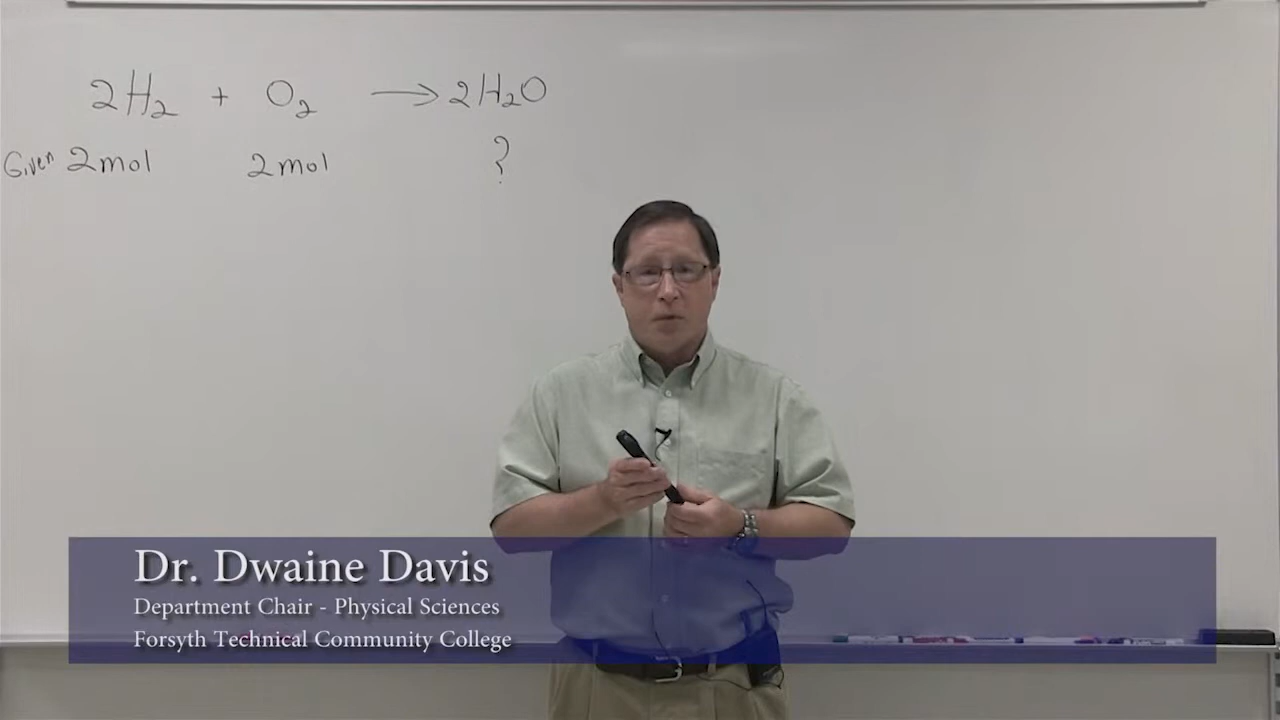 2H₂ + O₂ → 2H₂O
Given 2mol 2mol ?
Dr. Dwaine Davis
Department Chair - Physical Sciences
Forsyth Technical Community College